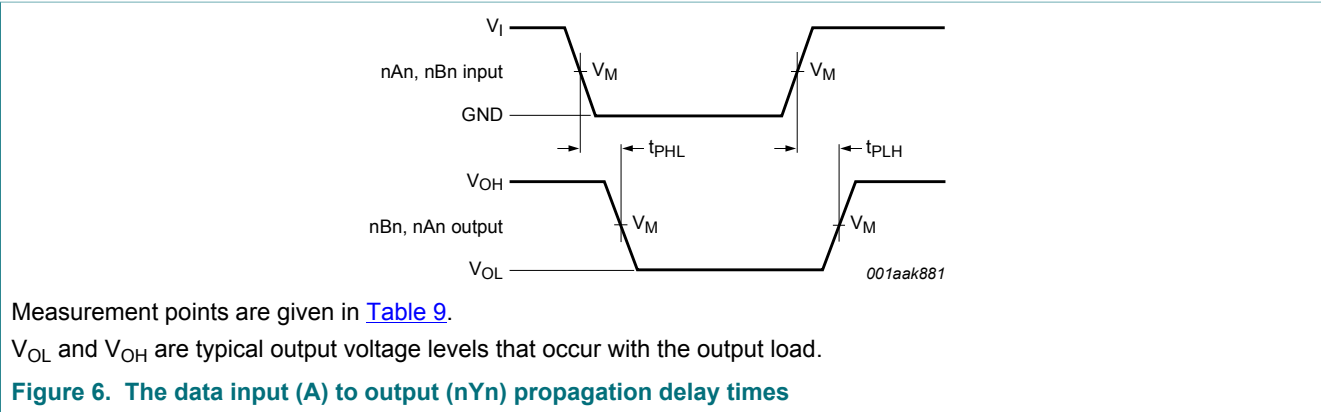 VI
nAn, nBn input
VM
VM
GND
tPHL
tPLH
VOH
nBn, nAn output
VM
VM
VOL
001aak881
Measurement points are given in Table 9.
VOL and VOH are typical output voltage levels that occur with the output load.
Figure 6. The data input (A) to output (nYn) propagation delay times